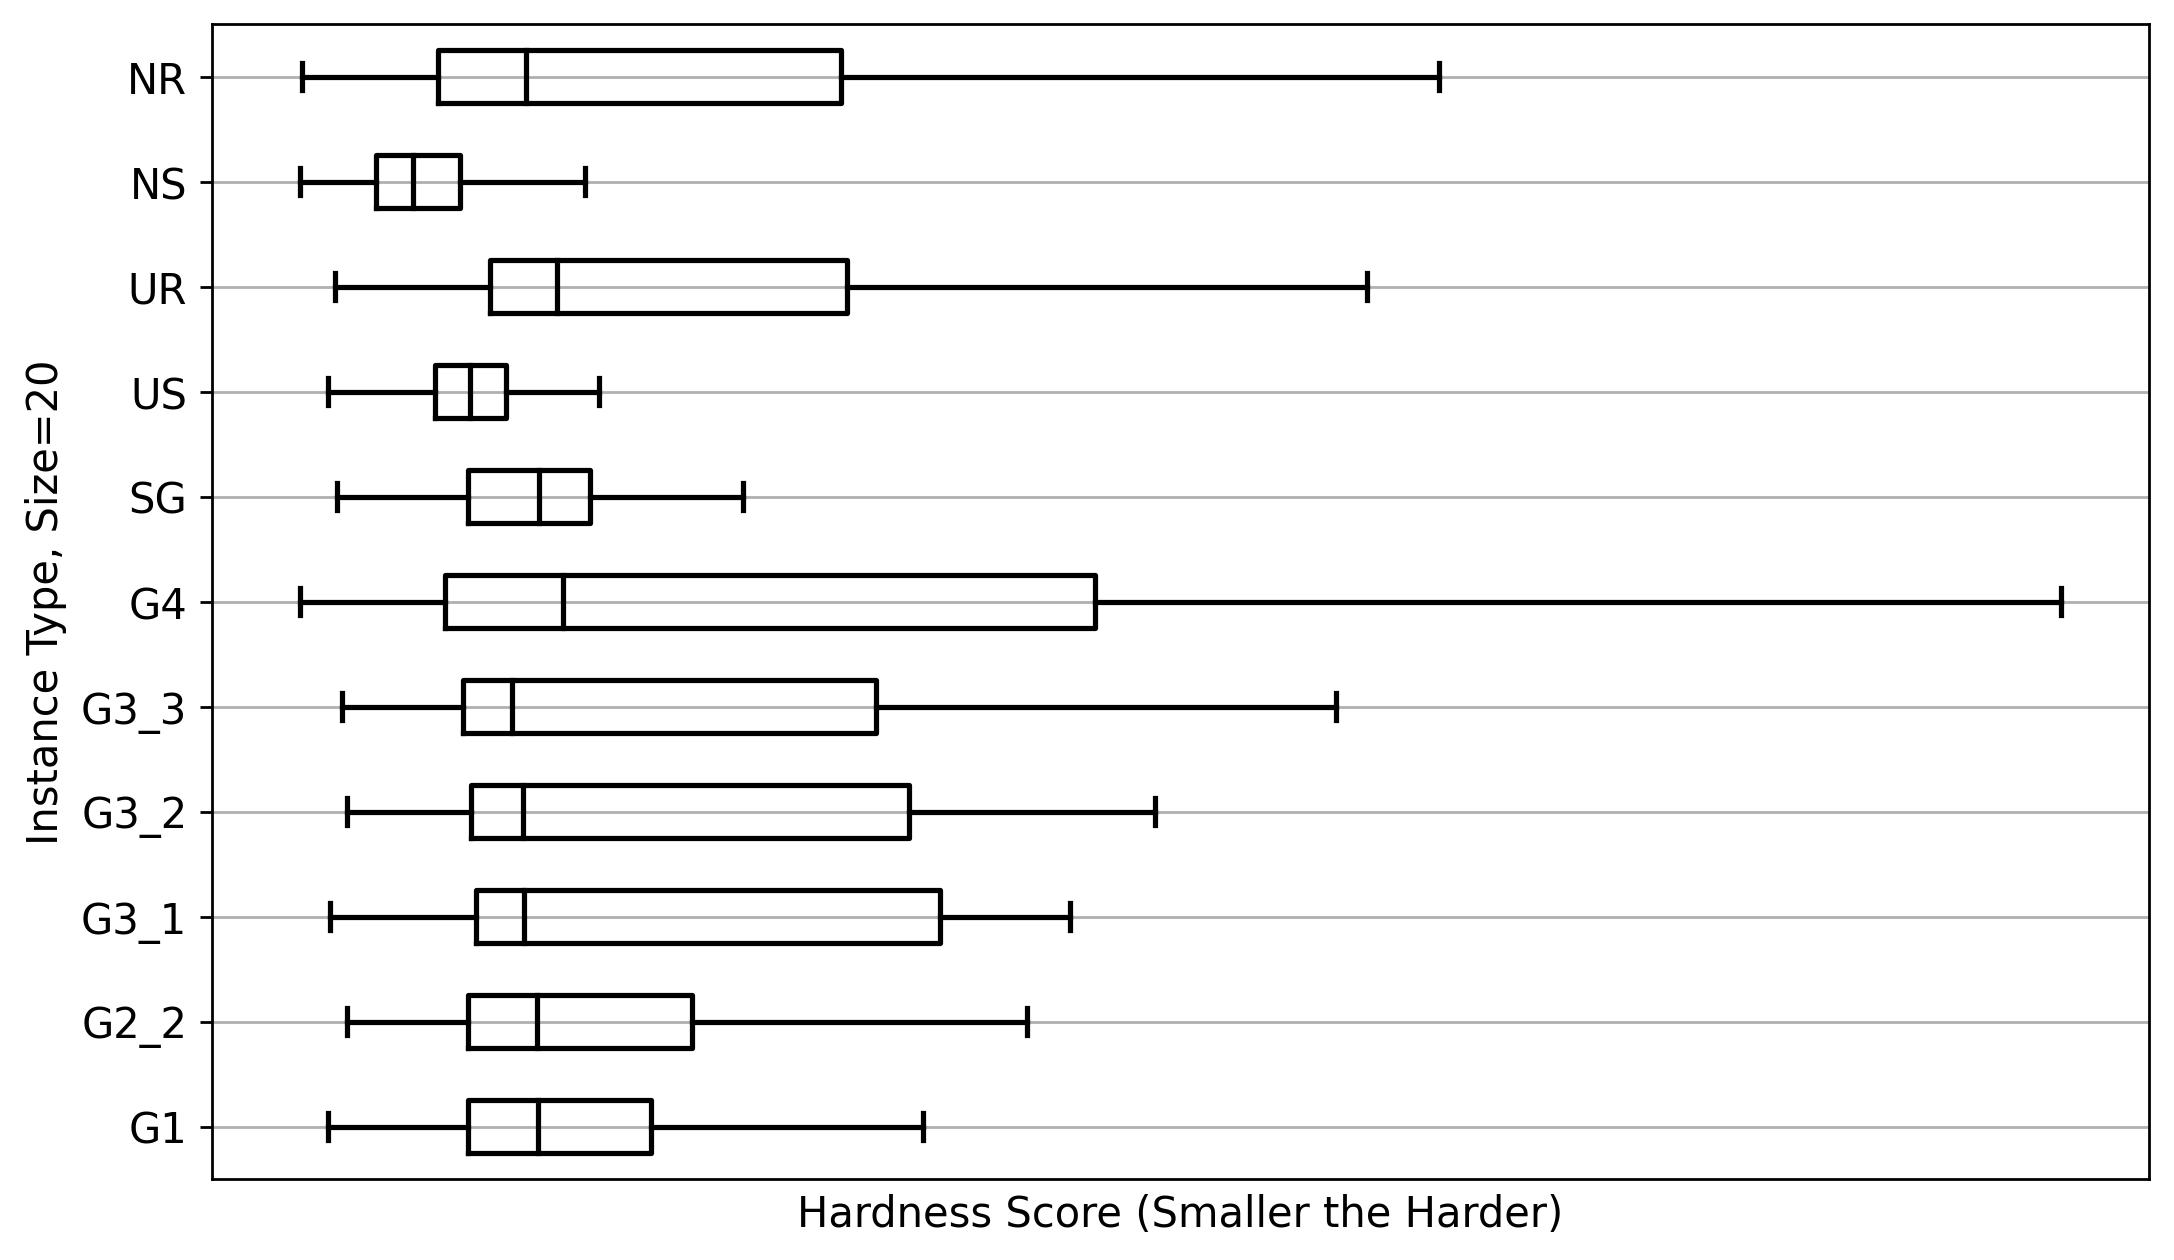 NR
NS
UR
US
SG
G4
G3_3
G3_2
G3_1
G2_2
G1
Instance Type, Size=20
Hardness Score (Smaller the Harder)